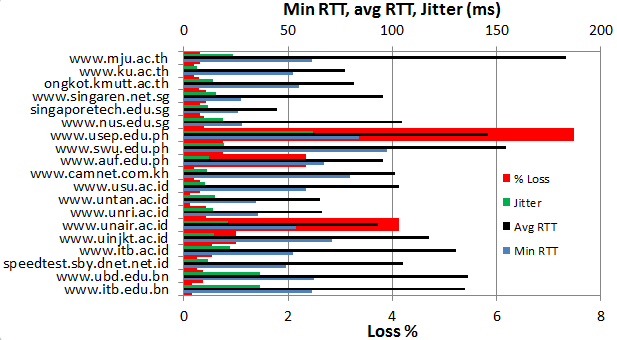 Min RTT, avg RTT, Jitter (ms)
0 50 100 150 200
www.mju.ac.th
www.ku.ac.th
ongkot.kmutt.ac.th
www.singaren.net.sg
singaporetech.edu.sg
www.nus.edu.sg
www.usep.edu.ph
www.swu.edu.ph
www.auf.edu.ph
www.camnet.com.kh
www.usu.ac.id
www.untan.ac.id
www.unri.ac.id
www.unair.ac.id
www.uinjkt.ac.id
www.itb.ac.id
speedtest.sby.dnet.net.id
www.ubd.edu.bn
www.itb.edu.bn
% Loss
Jitter
Avg RTT
Min RTT
0 2 4 6 8
Loss %